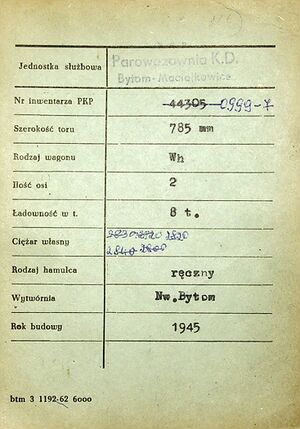 Jednostka służbowa Parowozownia K.D.
Bytom-Maciejkowice
Nr inwentarza PKP 44305 0999-7
Szerokość toru 785 mm
Rodzaj wagonu Wh
Ilość osi 2
Ładowność w t. 8 t.
Ciężar własny 2820
2840
Rodzaj hamulca ręczny
Wytwórnia Nw.Bytom
Rok budowy 1945
btm 3 1192-62 6000